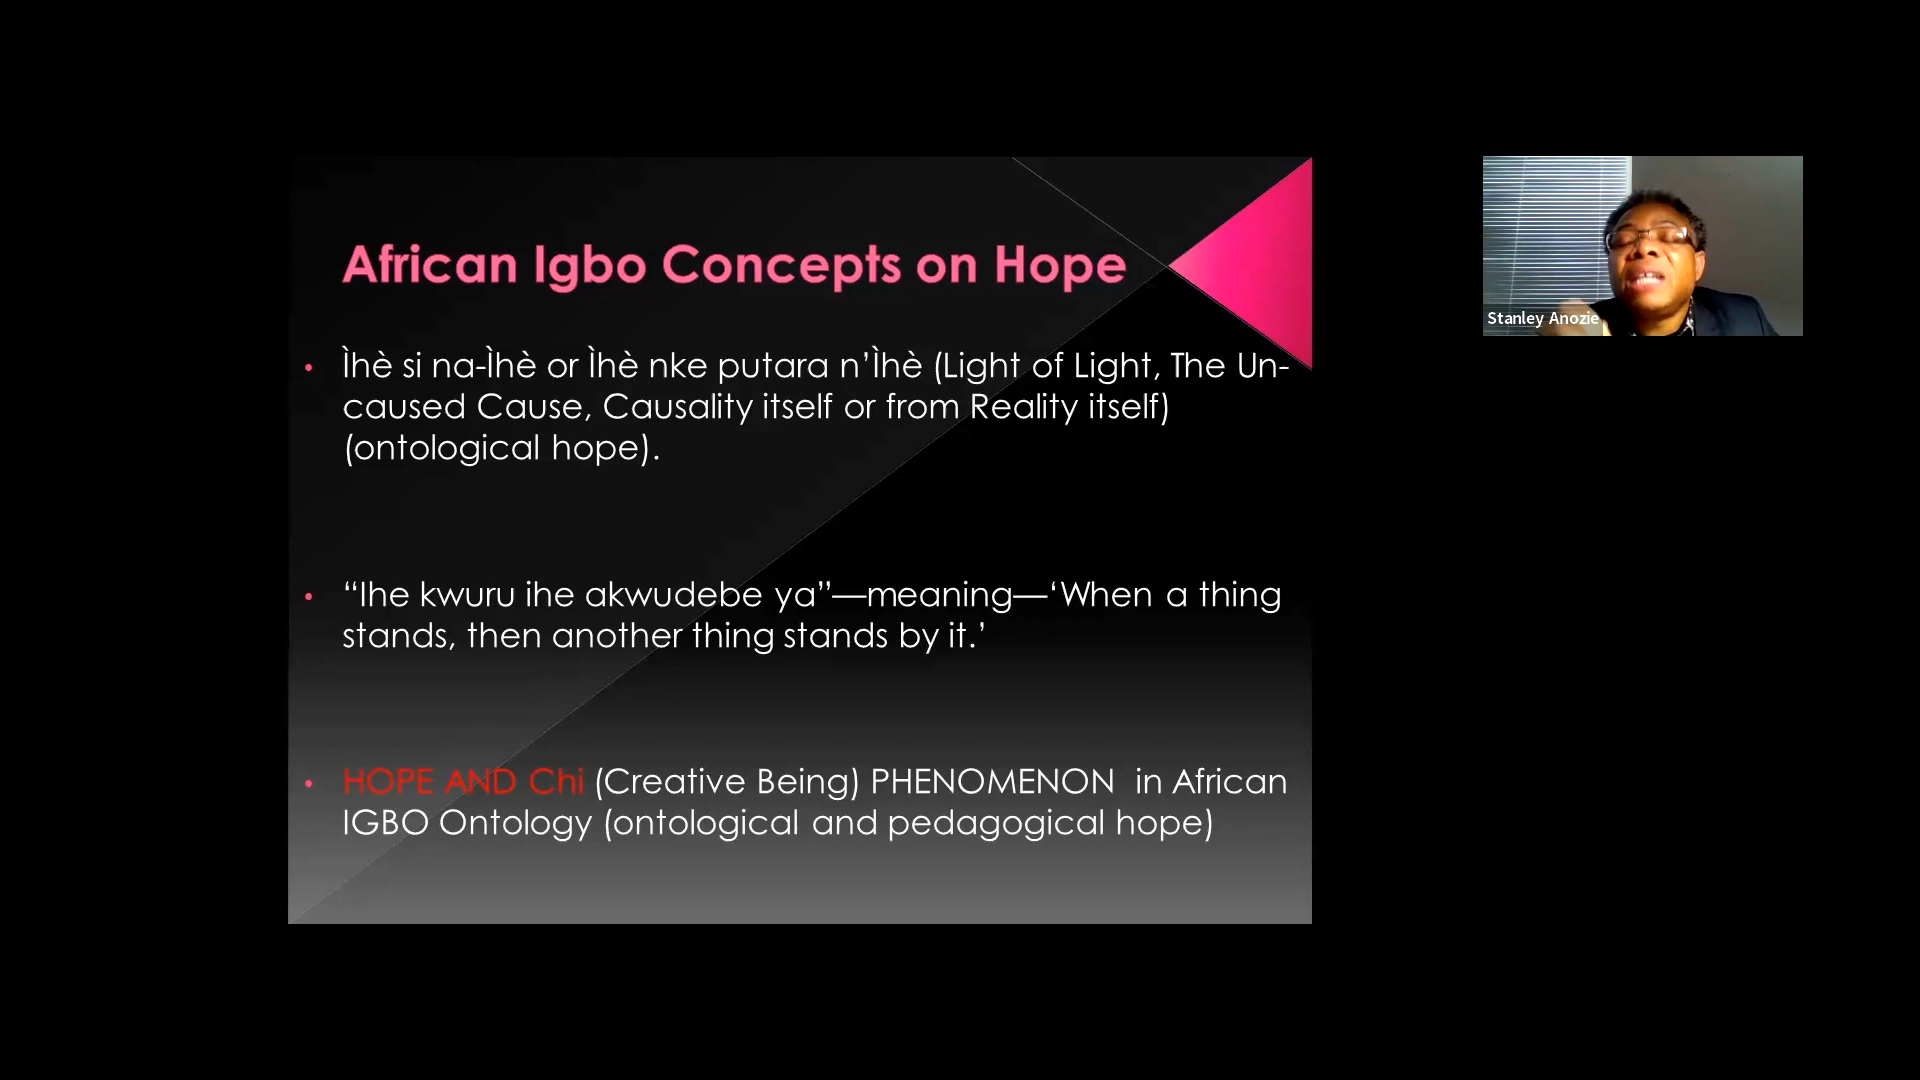 African Igbo Concepts on Hope
• Ìhè si na-Ìhè or Ìhè nke putara n’Ìhè (Light of Light, The Un-
caused Cause, Causality itself or from Reality itself)
(ontological hope).
• “Ihe kwuru ihe akwudebe ya”—meaning—‘When a thing
stands, then another thing stands by it.’
• HOPE AND Chi (Creative Being) PHENOMENON in African
IGBO Ontology (ontological and pedagogical hope)
Stanley Anozie